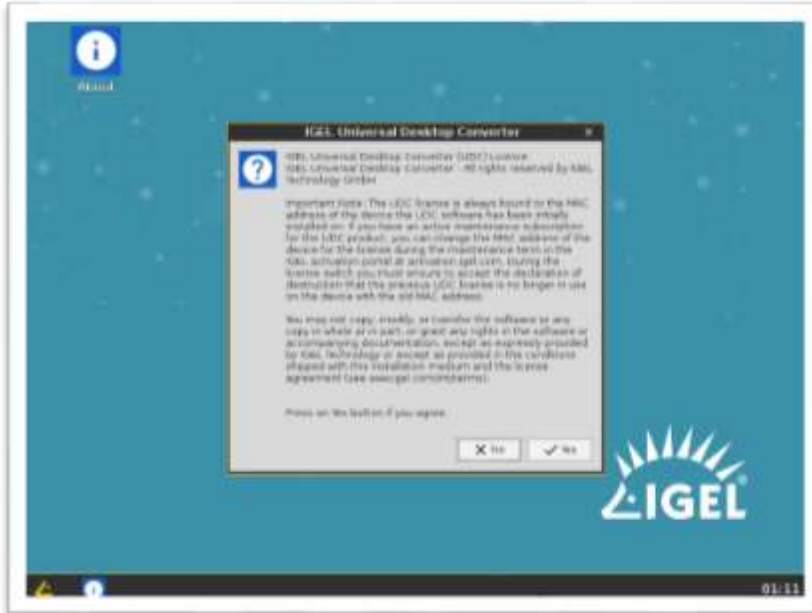 About
IGEL Universal Desktop Converter
IGEL Universal Desktop Converter (UDC) License
IGEL Universal Desktop Converter - All rights reserved by IGEL
Technology GmbH
Important Note: The UDC license is always bound to the MAC
address of the device the UDC software has been initially
installed on. If you have an active maintenance subscription
for the UDC product, you can change the MAC address of the
device for the license during the maintenance term in the
IGEL activation portal at activation.igel.com. During the
license switch you must ensure to accept the declaration of
destruction that the previous UDC license is no longer in use
on the device with the old MAC address.
You may not copy, modify, or transfer the software or any
copy in whole or in part, or grant any rights in the software or
accompanying documentation, except as expressly provided
by IGEL Technology or except as provided in the conditions
shipped with this installation medium and the license
agreement (see www.igel.com/en/terms).
Press on Yes button if you agree.
No Yes
IGEL
01:11